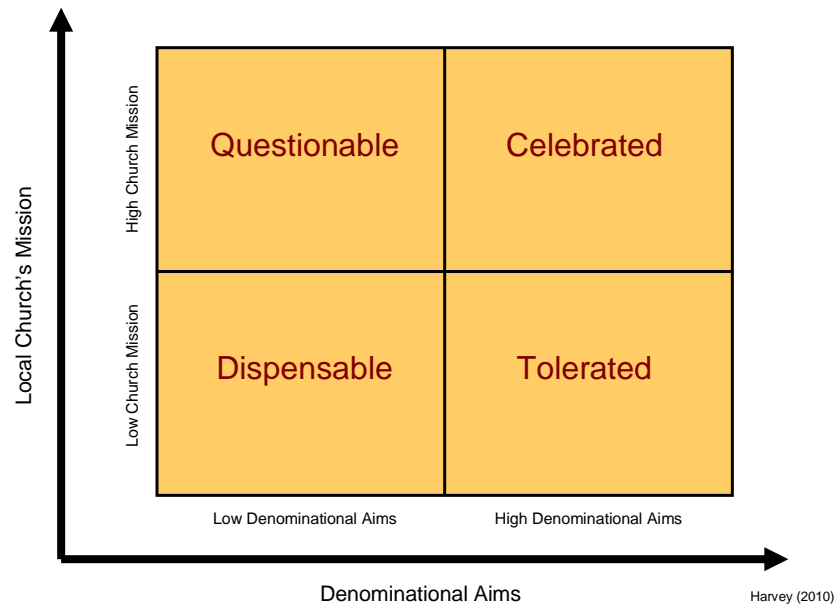 Local Church's Mission
High Church Mission
Low Church Mission
Questionable
Celebrated
Dispensable
Tolerated
Low Denominational Aims
High Denominational Aims
Denominational Aims
Harvey (2010)